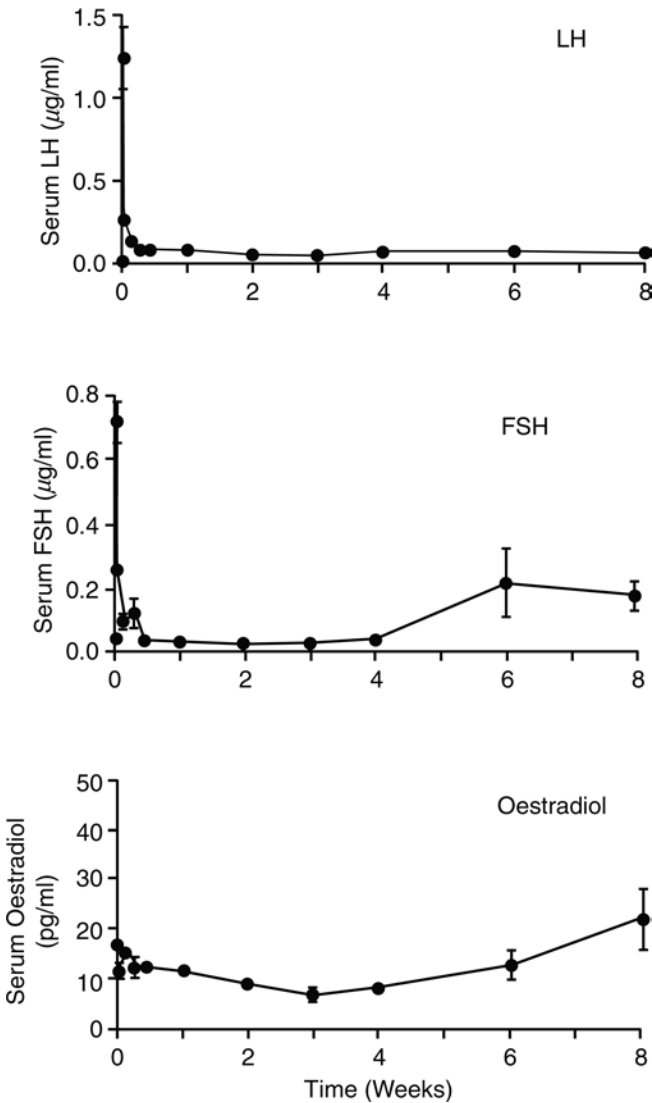 LH
Serum LH (μg/ml)
1.5
1.0
0.5
0.0
0 2 4 6 8
FSH
Serum FSH (μg/ml)
0.8
0.6
0.4
0.2
0.0
0 2 4 6 8
Oestradiol
Serum Oestradiol
(pg/ml)
50
40
30
20
10
0
0 2 4 6 8
Time (Weeks)